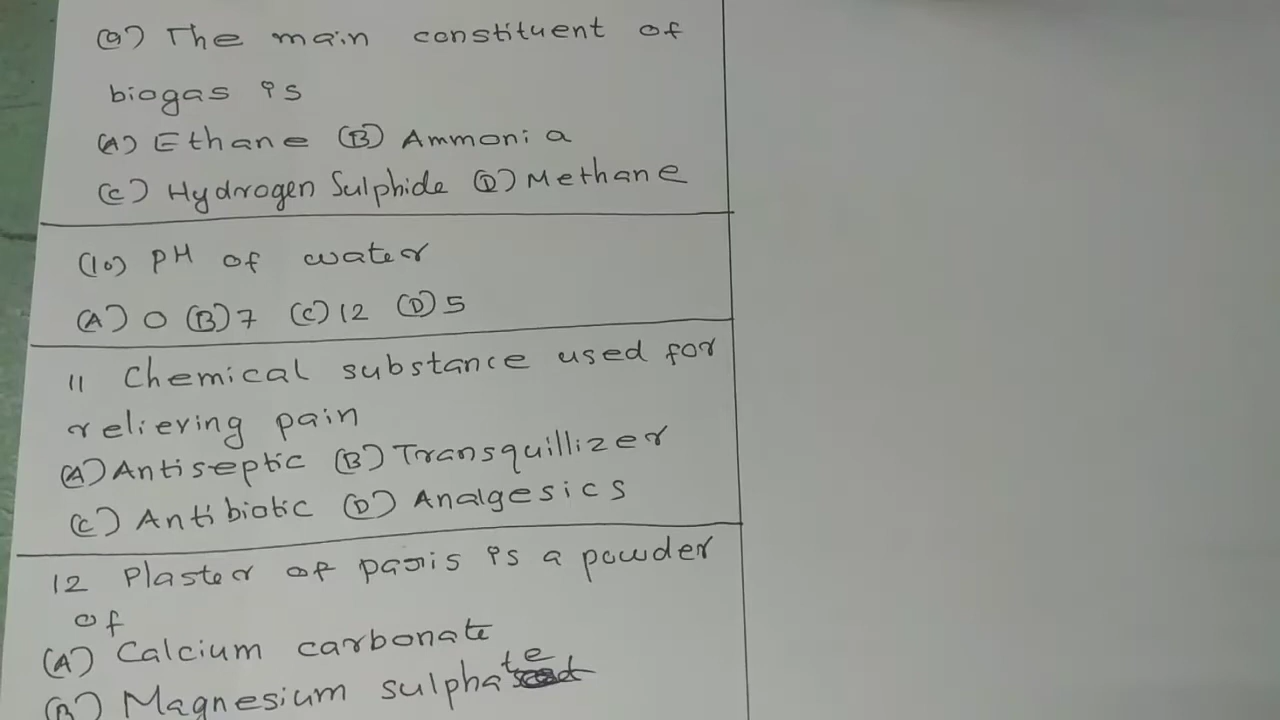 (9) The main constituent of
biogas is
(A) Ethane (B) Ammonia
(C) Hydrogen Sulphide (D) Methane
(10) PH of water
(A) 0 (B) 7 (C) 12 (D) 5
11 Chemical substance used for
relieving pain
(A) Antiseptic (B) Transquillizer
(C) Antibiotic (D) Analgesics
12 Plaster of paris is a powder
of
(A) Calcium carbonate
(B) Magnesium sulphate